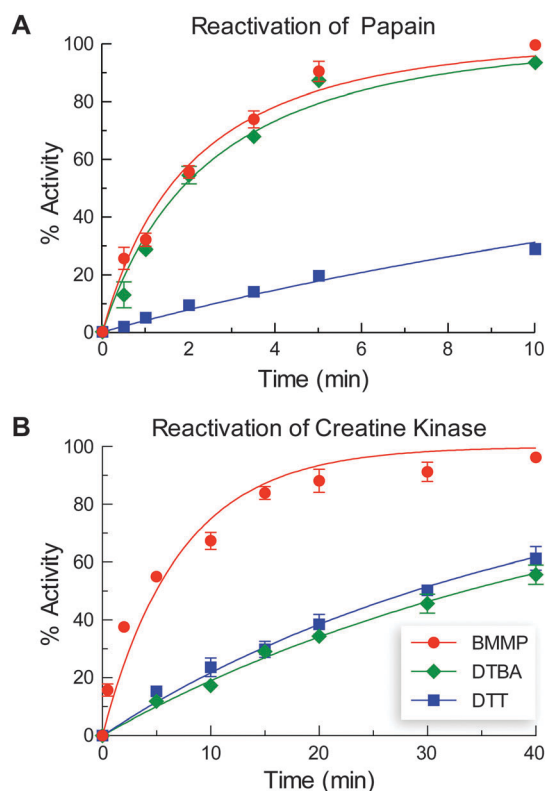 A
Reactivation of Papain
100
80
60
40
20
0
% Activity
0 2 4 6 8 10
Time (min)
B
Reactivation of Creatine Kinase
100
80
60
40
20
0
% Activity
BMMP
DTBA
DTT
0 10 20 30 40
Time (min)